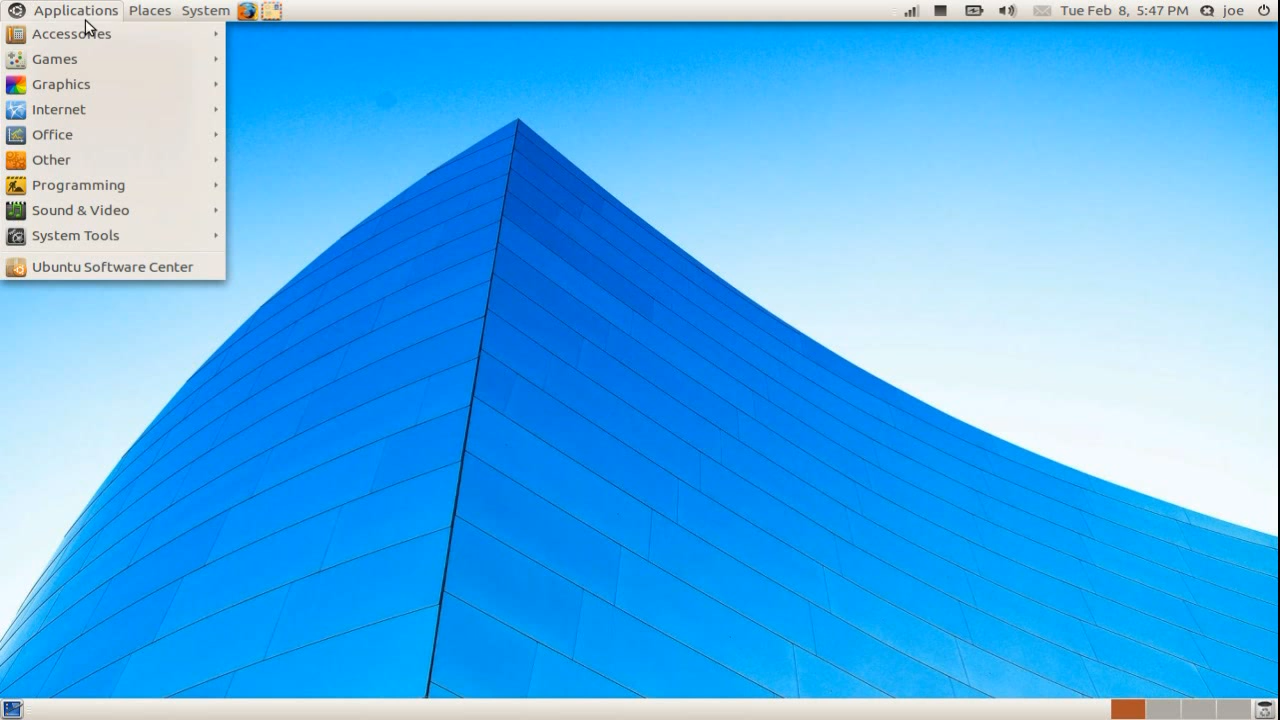 Applications Places System Tue Feb 8, 5:47 PM joe
Accessories
Games
Graphics
Internet
Office
Other
Programming
Sound & Video
System Tools
Ubuntu Software Center